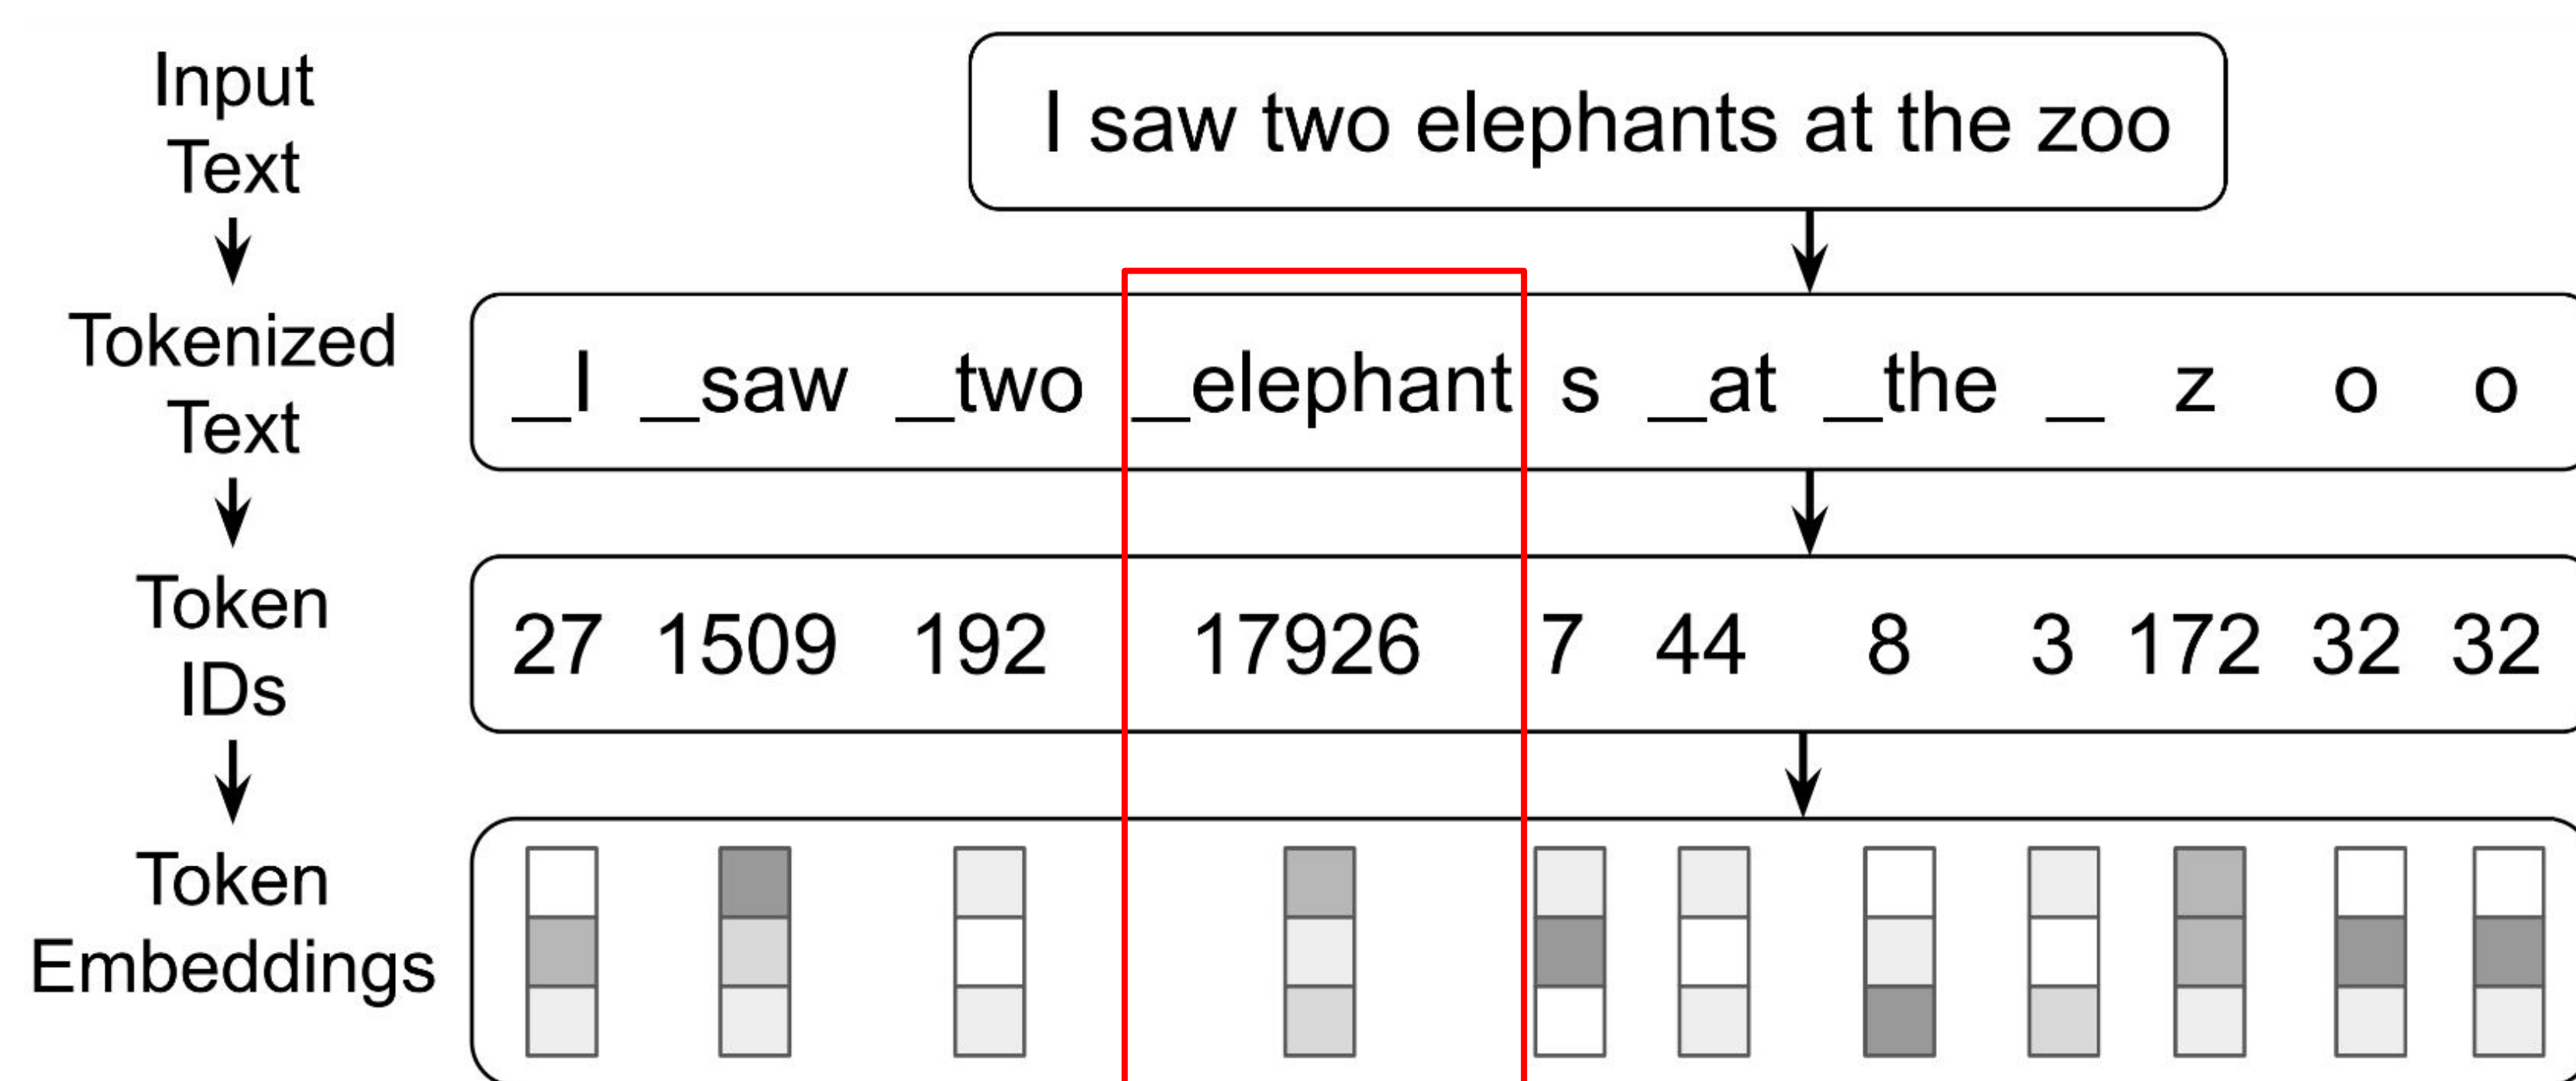 Input
Text
I saw two elephants at the zoo
Tokenized
Text
_I _saw _two _elephant s _at _the _ z o o
Token
IDs
27 1509 192 17926 7 44 8 3 172 32 32
Token
Embeddings